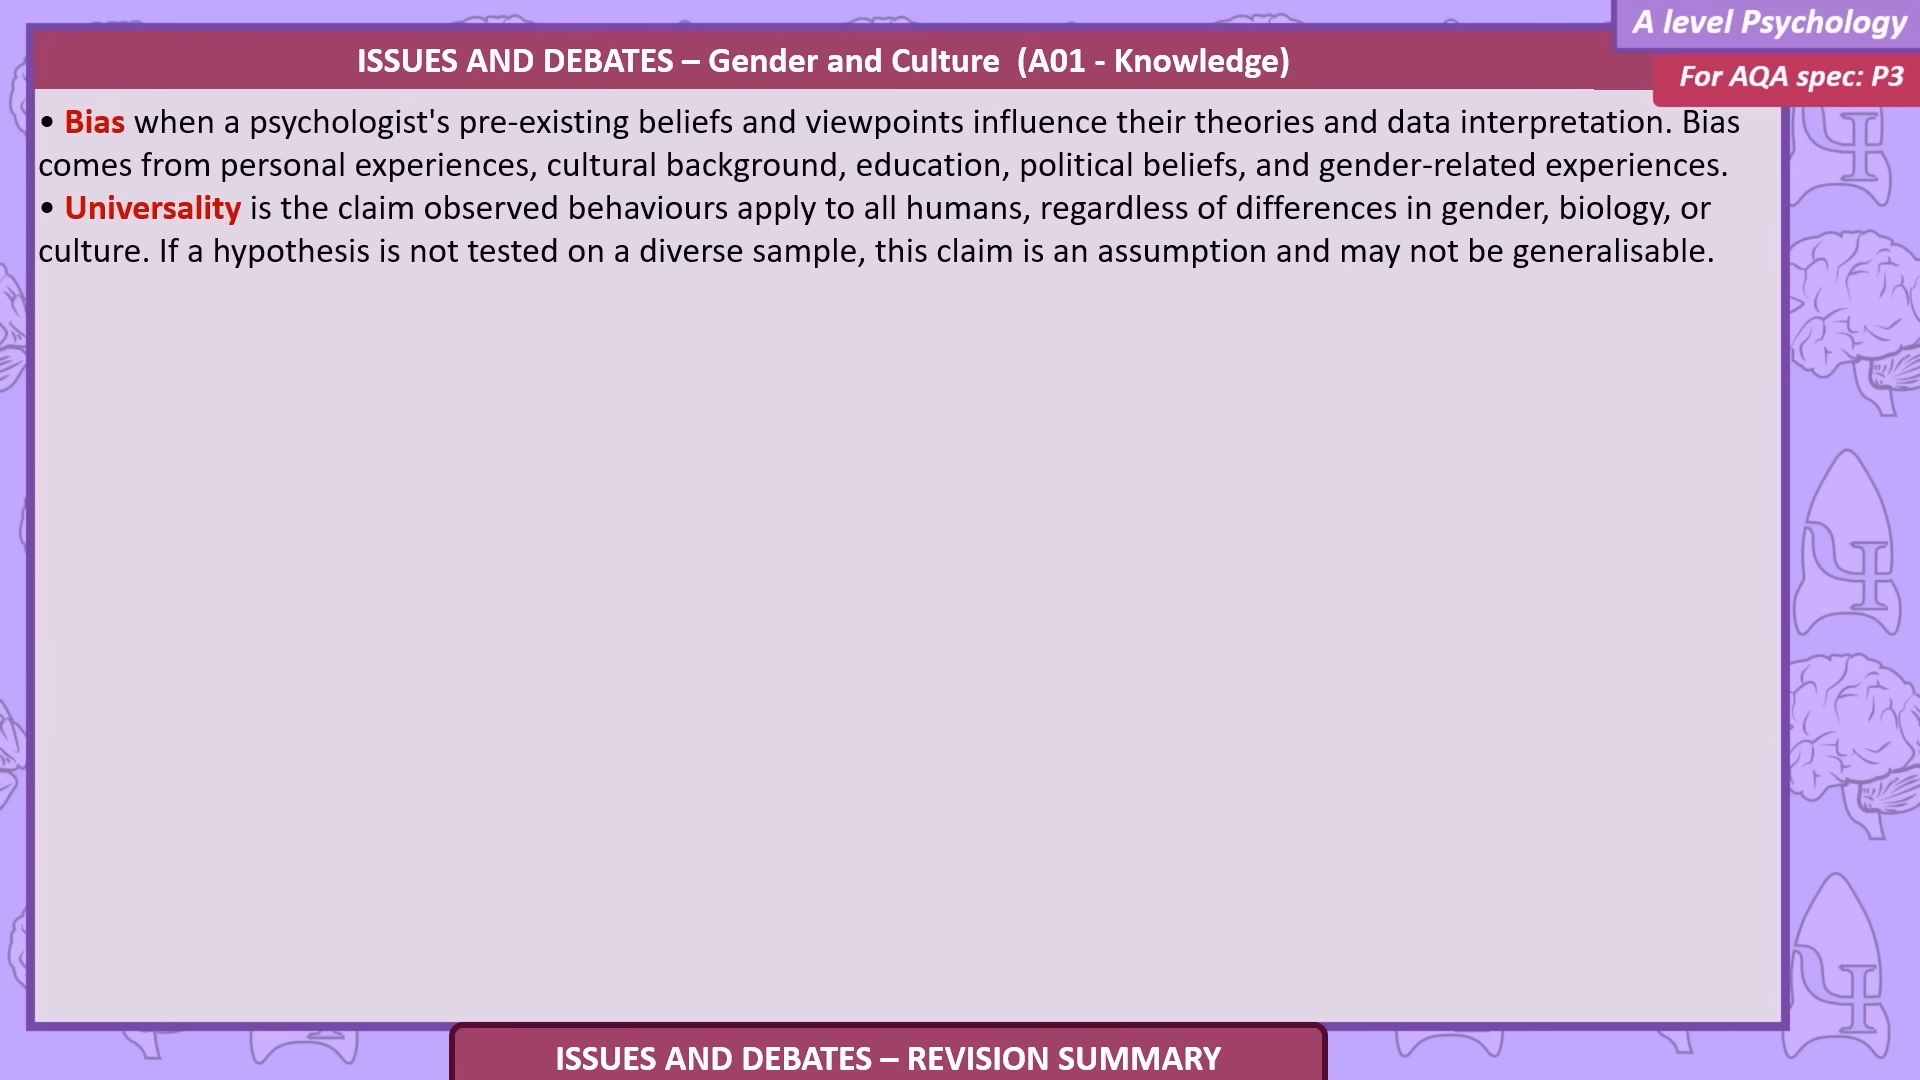 A level Psychology
ISSUES AND DEBATES – Gender and Culture (A01 - Knowledge)
For AQA spec: P3
• Bias when a psychologist's pre-existing beliefs and viewpoints influence their theories and data interpretation. Bias
comes from personal experiences, cultural background, education, political beliefs, and gender-related experiences.
• Universality is the claim observed behaviours apply to all humans, regardless of differences in gender, biology, or
culture. If a hypothesis is not tested on a diverse sample, this claim is an assumption and may not be generalisable.
ISSUES AND DEBATES – REVISION SUMMARY